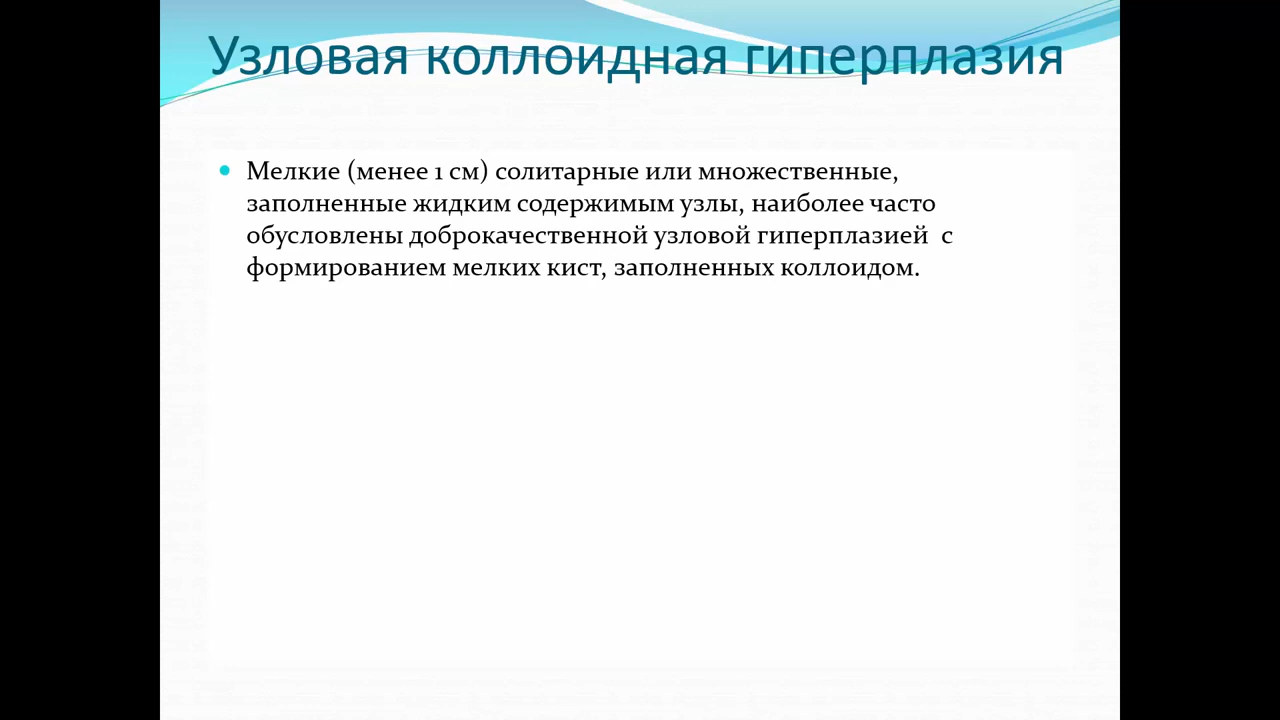 Узловая коллоидная гиперплазия
Мелкие (менее 1 см) солитарные или множественные,
заполненные жидким содержимым узлы, наиболее часто
обусловлены доброкачественной узловой гиперплазией с
формированием мелких кист, заполненных коллоидом.